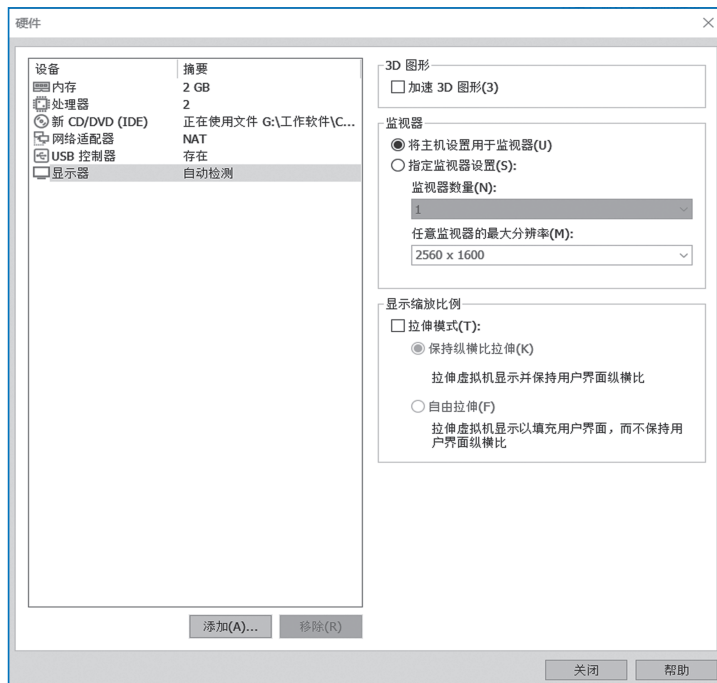 硬件
设备 摘要
内存 2 GB
处理器 2
新 CD/DVD (IDE) 正在使用文件 G:\工作软件\C...
网络适配器 NAT
USB 控制器 存在
显示器 自动检测
添加(A)... 移除(R)
3D 图形
加速 3D 图形(3)
监视器
将主机设置用于监视器(U)
指定监视器设置(S):
监视器数量(N):
1
任意监视器的最大分辨率(M):
2560 x 1600
显示缩放比例
拉伸模式(T):
保持纵横比拉伸(K)
拉伸虚拟机显示并保持用户界面纵横比
自由拉伸(F)
拉伸虚拟机显示以填充用户界面，而不保持用
户界面纵横比
关闭 帮助